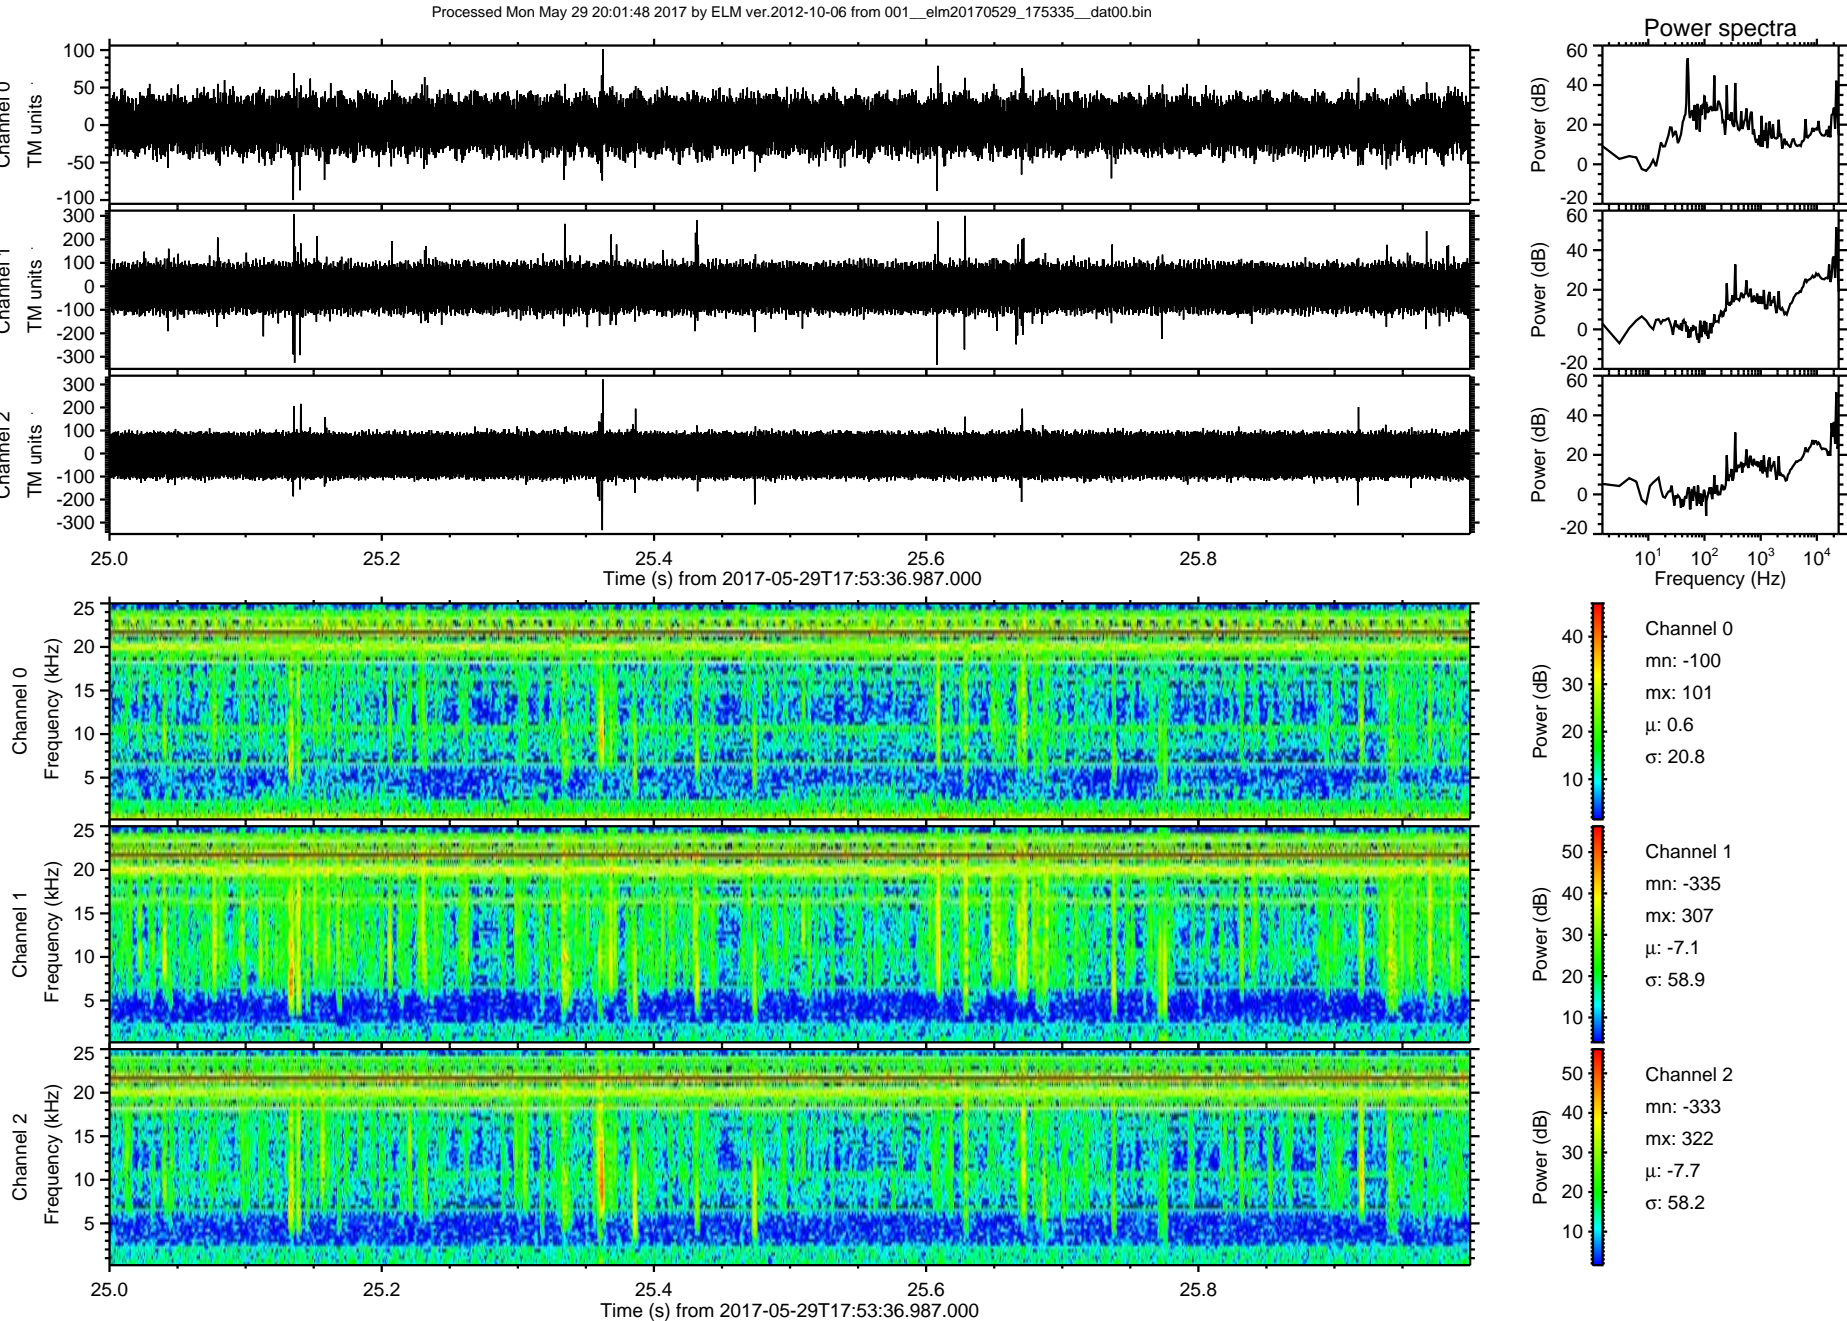 Processed Mon May 29 20:01:48 2017 by ELM ver.2012-10-06 from 001__elm20170529_175335__dat00.bin
Power spectra
Channel 0
TM units
100
50
0
-50
-100
Power (dB)
60
40
20
0
-20
Channel 1
TM units
300
200
100
0
-100
-200
-300
Power (dB)
60
40
20
0
-20
Channel 2
TM units
300
200
100
0
-100
-200
-300
Power (dB)
60
40
20
0
-20
25.0 25.2 25.4 25.6 25.8
Time (s) from 2017-05-29T17:53:36.987.000
10^1 10^2 10^3 10^4
Frequency (Hz)
Channel 0
Frequency (kHz)
25
20
15
10
5
Power (dB)
40
30
20
10
Channel 0
mn: -100
mx: 101
μ: 0.6
σ: 20.8
Channel 1
Frequency (kHz)
25
20
15
10
5
Power (dB)
50
40
30
20
10
Channel 1
mn: -335
mx: 307
μ: -7.1
σ: 58.9
Channel 2
Frequency (kHz)
25
20
15
10
5
Power (dB)
50
40
30
20
10
Channel 2
mn: -333
mx: 322
μ: -7.7
σ: 58.2
25.0 25.2 25.4 25.6 25.8
Time (s) from 2017-05-29T17:53:36.987.000